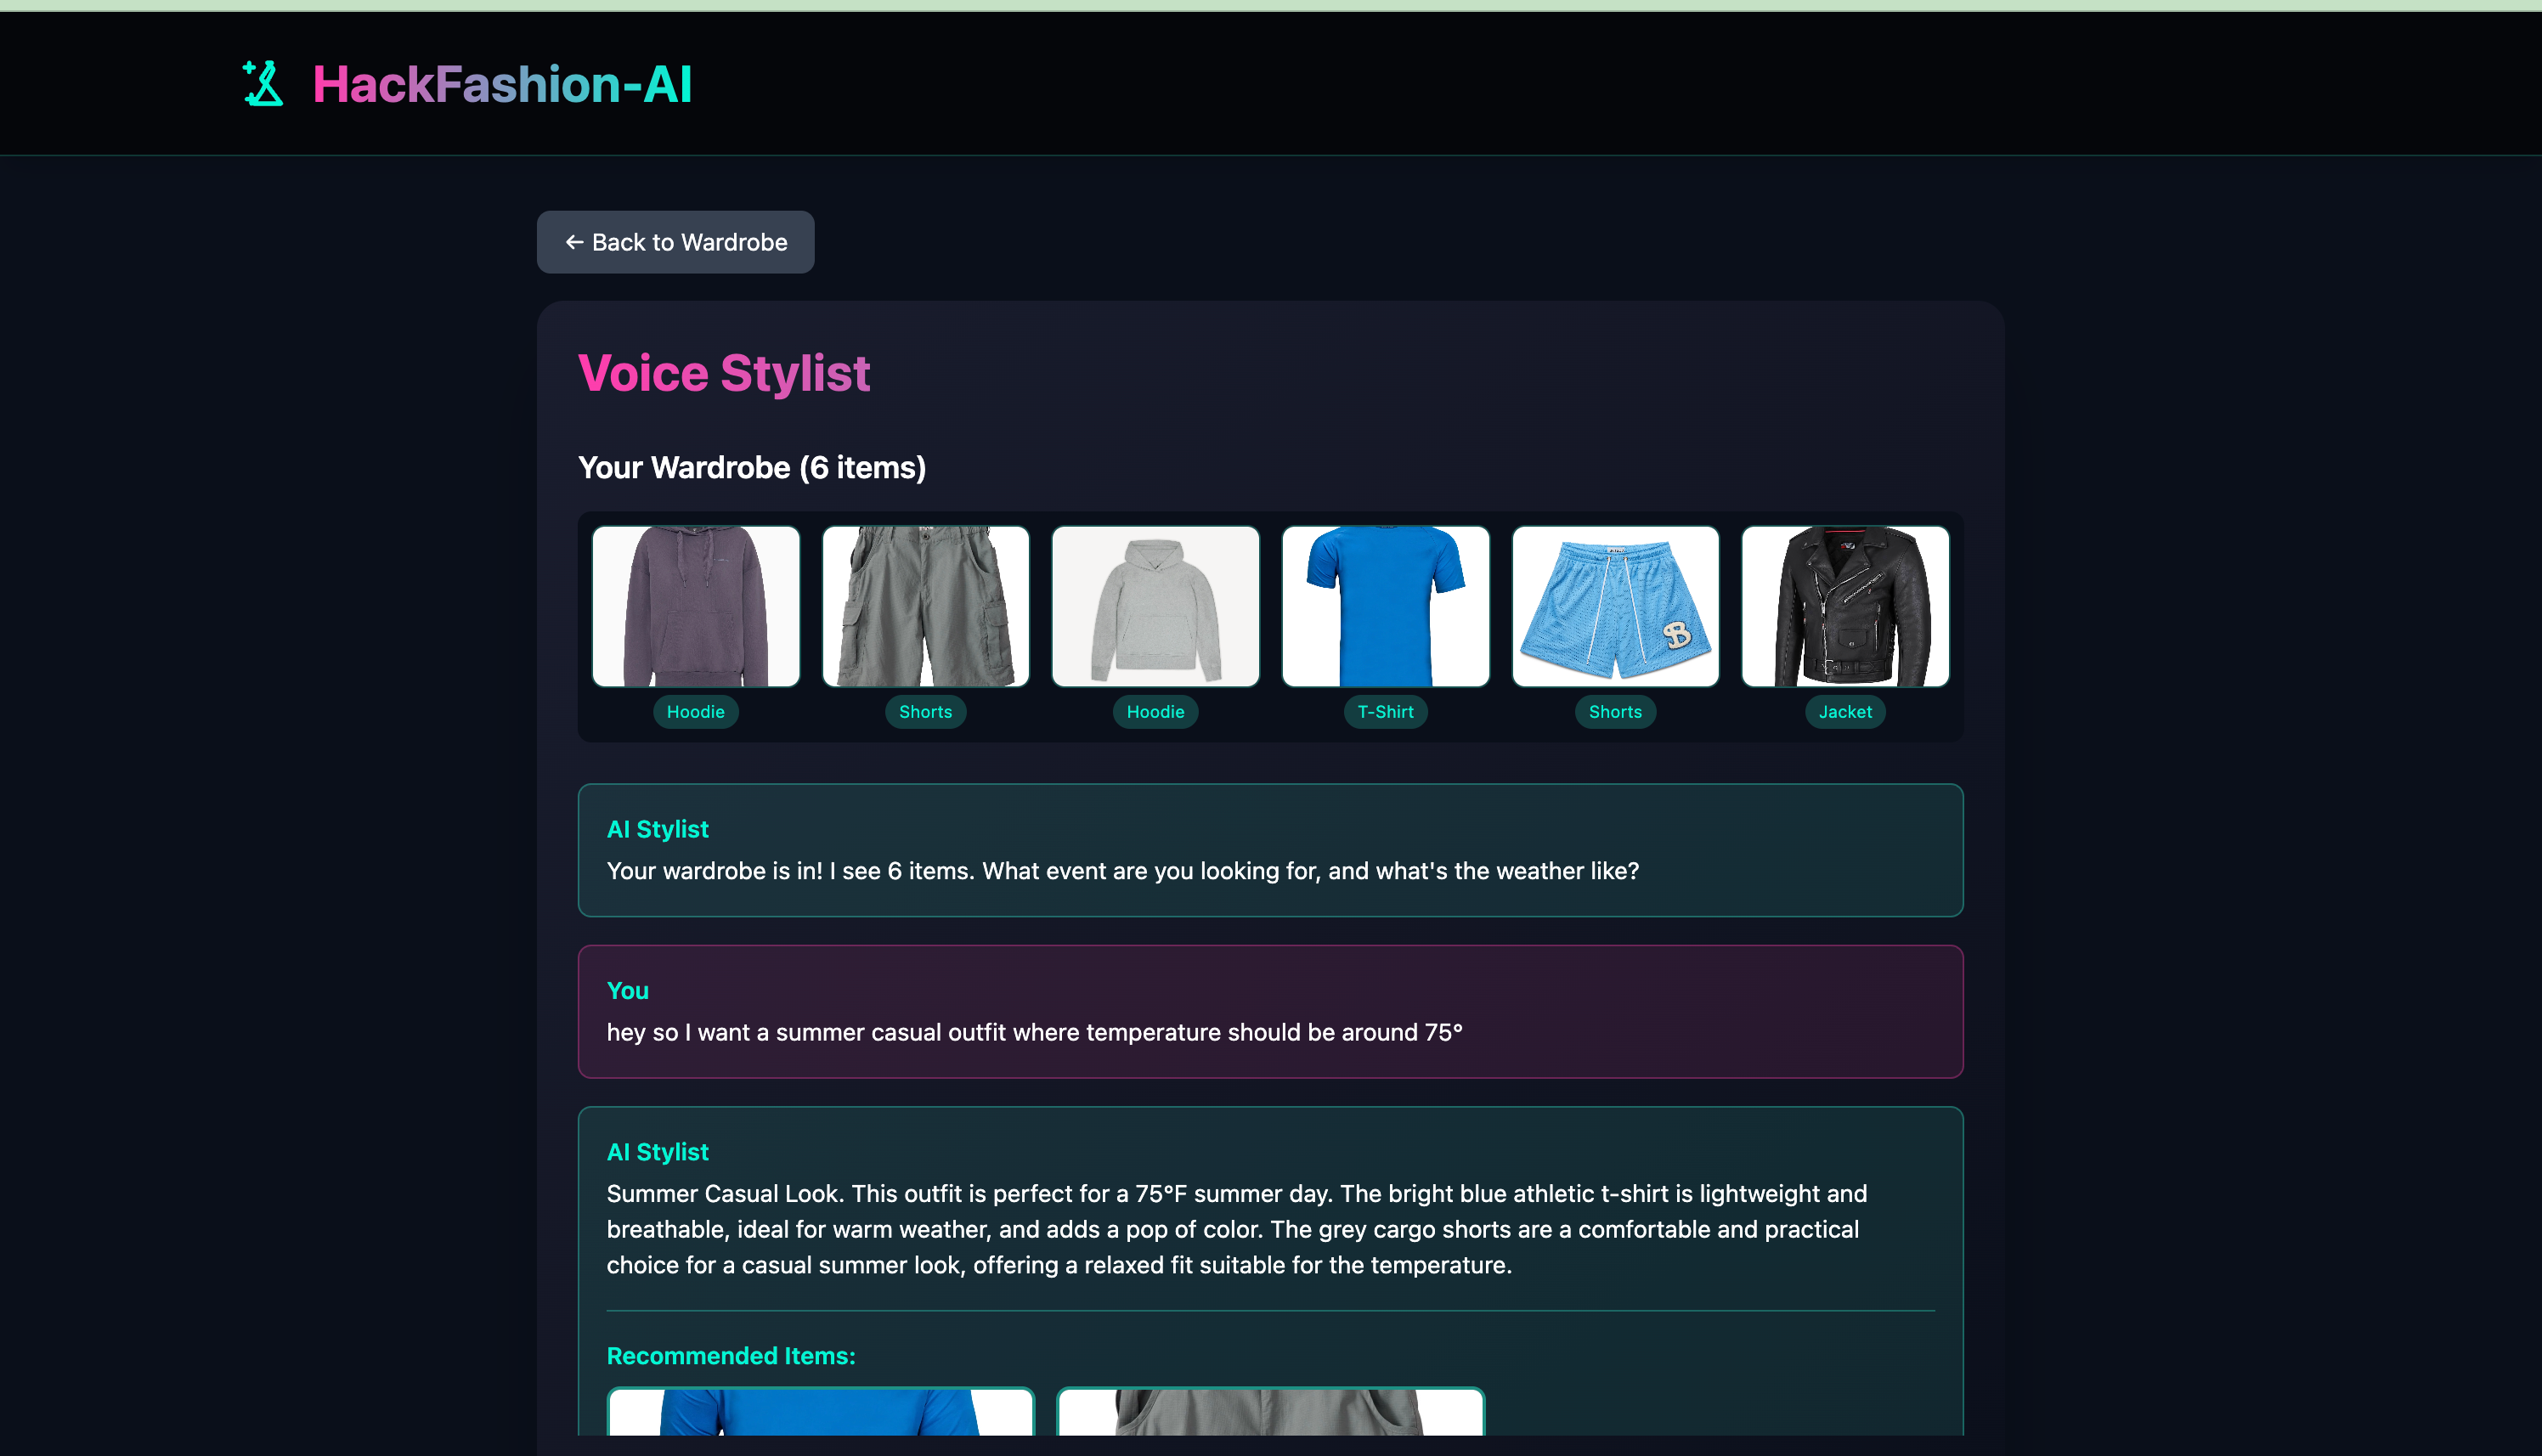 HackFashion-AI
← Back to Wardrobe
Voice Stylist
Your Wardrobe (6 items)
B
Hoodie
Shorts
Hoodie
T-Shirt
Shorts
Jacket
AI Stylist
Your wardrobe is in! I see 6 items. What event are you looking for, and what's the weather like?
You
hey so I want a summer casual outfit where temperature should be around 75°
AI Stylist
Summer Casual Look. This outfit is perfect for a 75°F summer day. The bright blue athletic t-shirt is lightweight and
breathable, ideal for warm weather, and adds a pop of color. The grey cargo shorts are a comfortable and practical
choice for a casual summer look, offering a relaxed fit suitable for the temperature.
Recommended Items: